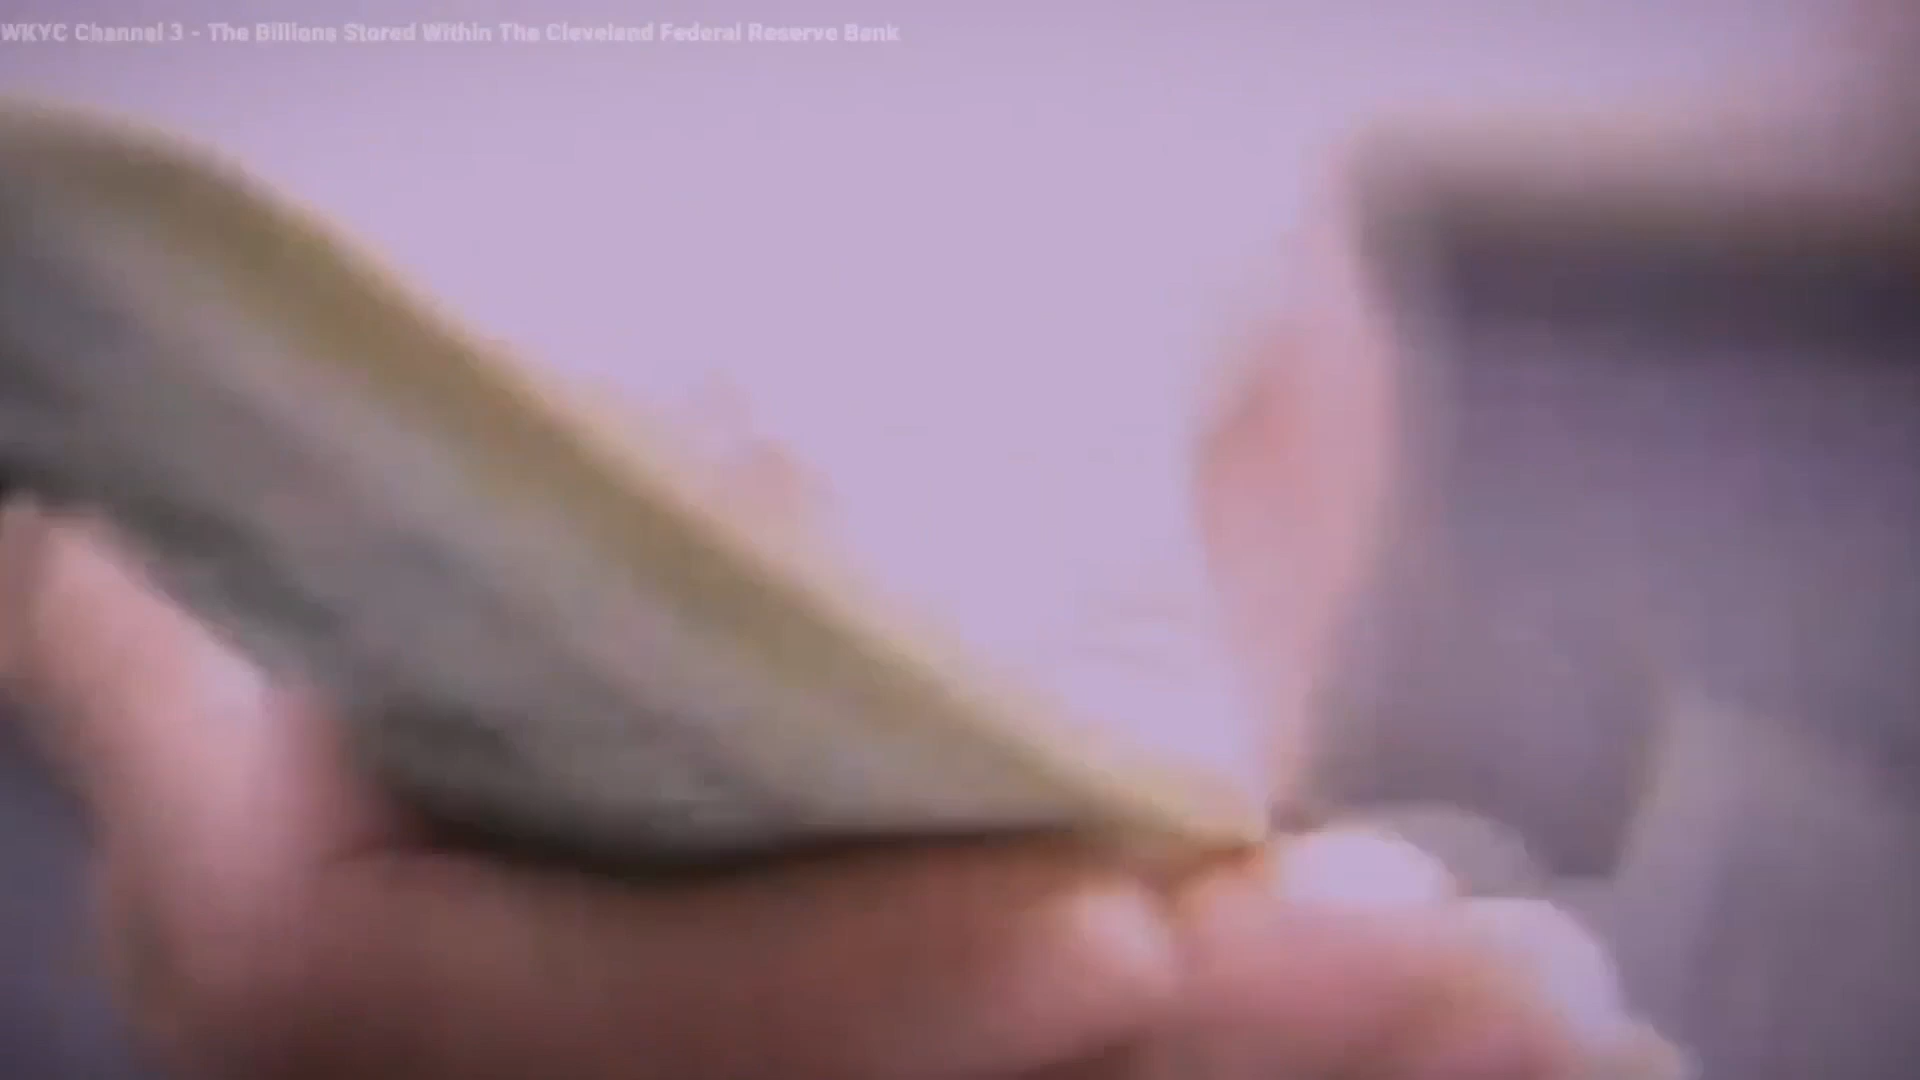 WKYC Channel 3 - The Billions Stored Within The Cleveland Federal Reserve Bank